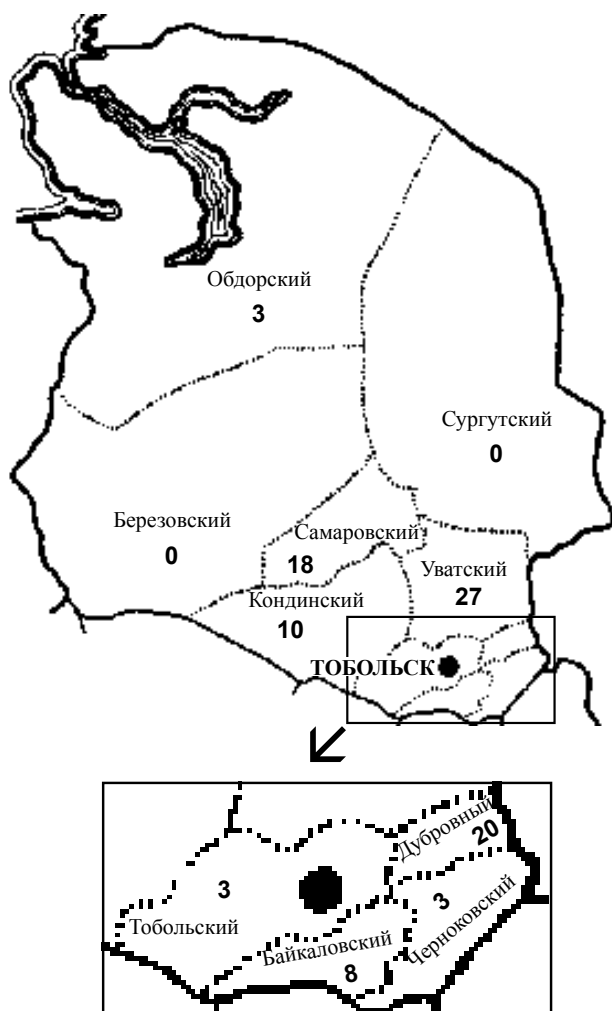 Обдорский
3
Сургутский
0
Березовский
0
Самаровский
18
Уватский
27
Кондинский
10
ТОБОЛЬСК
Дубровный
20
3
Тобольский
3
Черноковский
Байкаловский
8